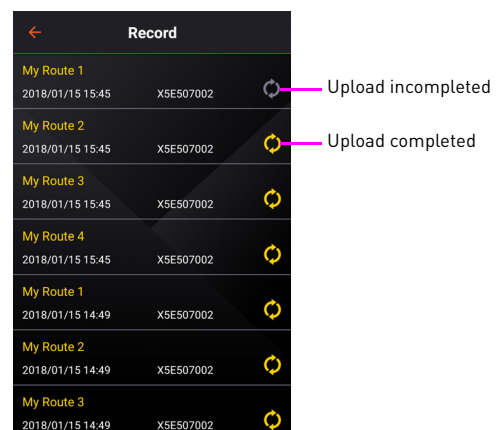 Record
My Route 1
2018/01/15 15:45 X5E507002
Upload incompleted
My Route 2
2018/01/15 15:45 X5E507002
Upload completed
My Route 3
2018/01/15 15:45 X5E507002
My Route 4
2018/01/15 15:45 X5E507002
My Route 1
2018/01/15 14:49 X5E507002
My Route 2
2018/01/15 14:49 X5E507002
My Route 3
2018/01/15 14:49 X5E507002